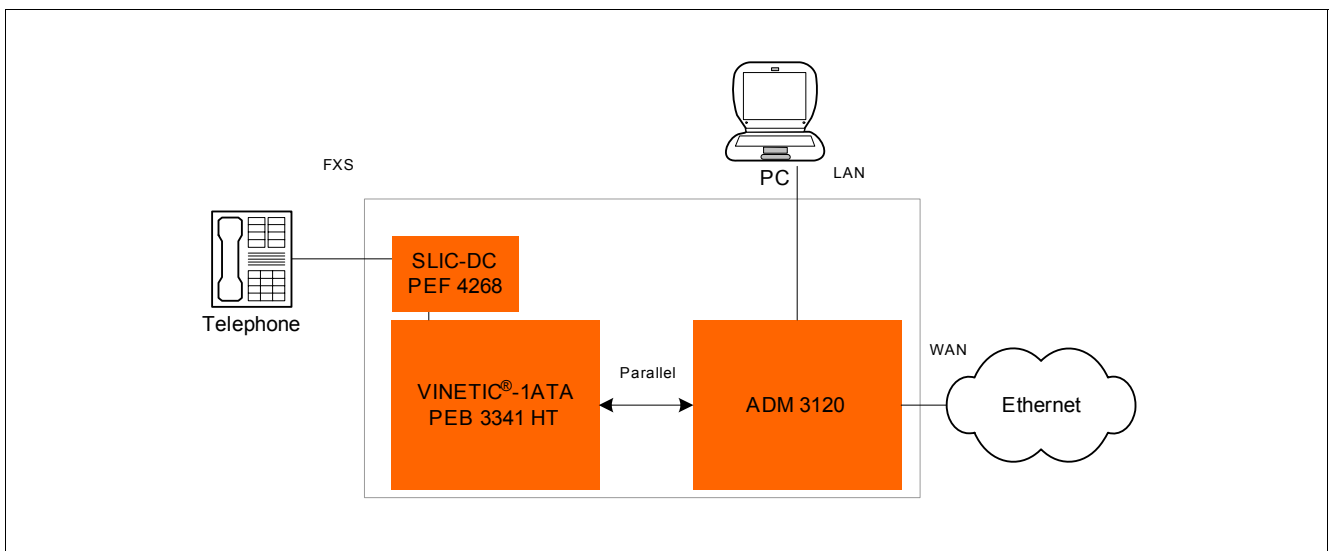 PC
LAN
FXS
Telephone
SLIC-DC
PEF 4268
VINETIC®-1ATA
PEB 3341 HT
Parallel
ADM 3120
WAN
Ethernet